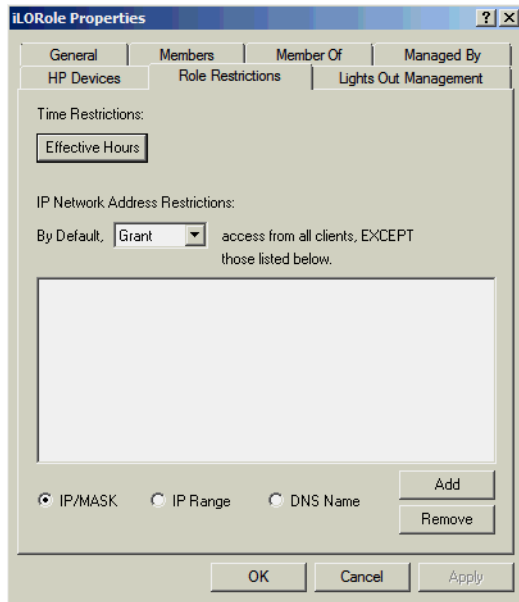 iLORole Properties
General Members Member Of Managed By
HP Devices Role Restrictions Lights Out Management
Time Restrictions:
Effective Hours
IP Network Address Restrictions:
By Default, Grant access from all clients, EXCEPT
those listed below.
Add
IP/MASK IP Range DNS Name
Remove
OK Cancel Apply